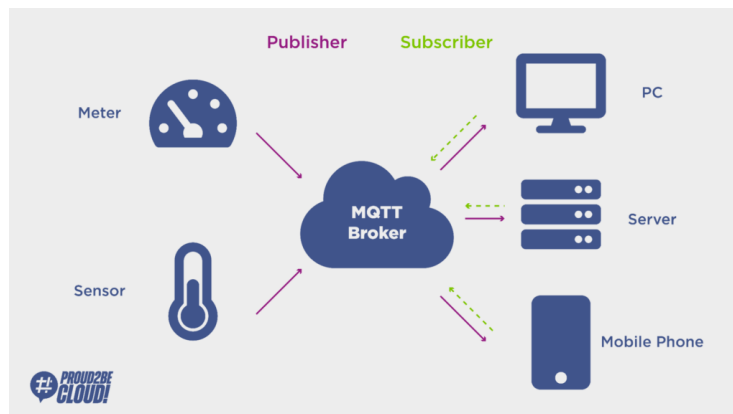 Publisher
Subscriber
Meter
PC
MQTT
Broker
Server
Sensor
Mobile Phone
#!
PROUD2BE
CLOUD!